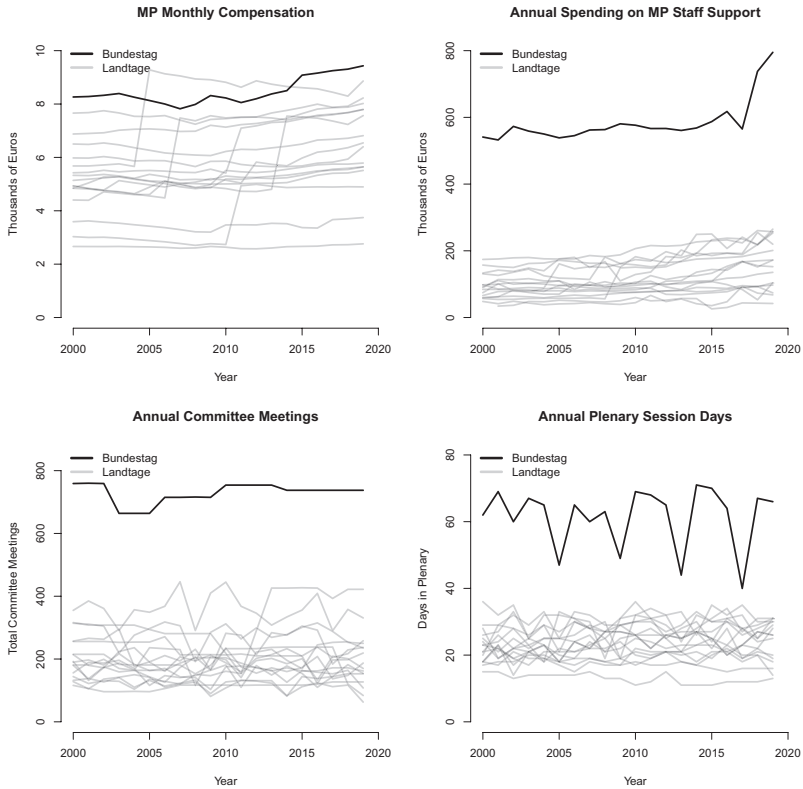 MP Monthly Compensation
Bundestag
Landtage
Thousands of Euros
0 2 4 6 8 10
2000 2005 2010 2015 2020
Year
Annual Spending on MP Staff Support
Bundestag
Landtage
Thousands of Euros
0 200 400 600 800
2000 2005 2010 2015 2020
Year
Annual Committee Meetings
Bundestag
Landtage
Total Committee Meetings
0 200 400 600 800
2000 2005 2010 2015 2020
Year
Annual Plenary Session Days
Bundestag
Landtage
Days in Plenary
0 20 40 60 80
2000 2005 2010 2015 2020
Year